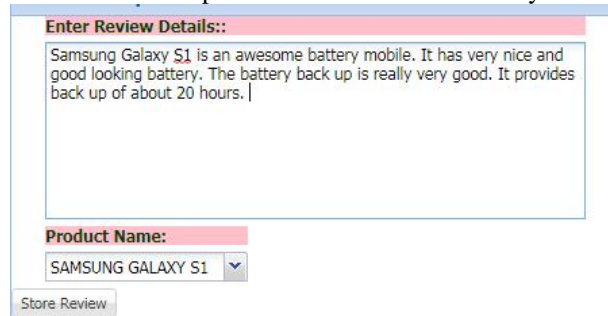 Enter Review Details::
Samsung Galaxy S1 is an awesome battery mobile. It has very nice and
good looking battery. The battery back up is really very good. It provides
back up of about 20 hours.
Product Name:
SAMSUNG GALAXY S1
Store Review